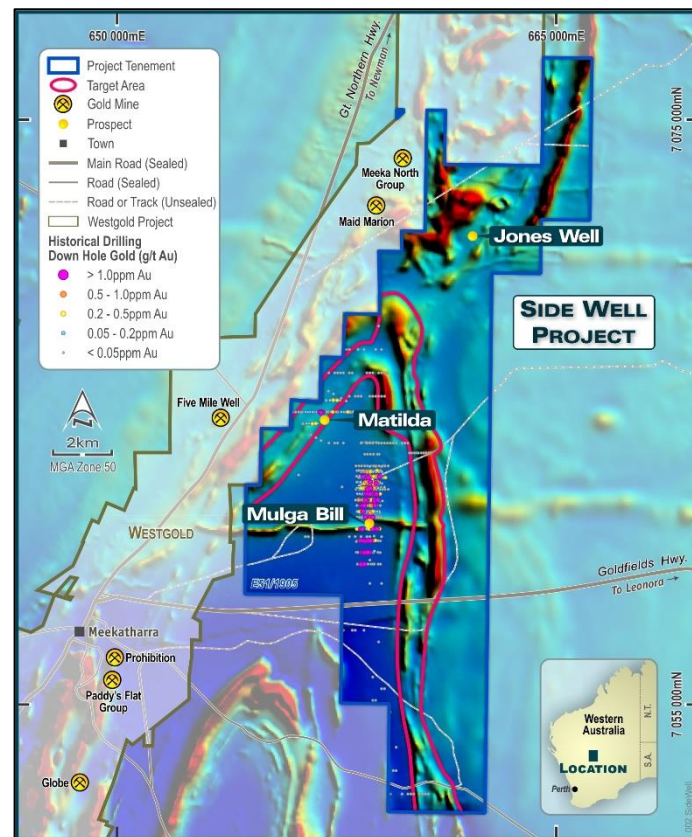 650 000mE
665 000mE
Project Tenement
Target Area
Gold Mine
Prospect
Town
Main Road (Sealed)
Road (Sealed)
Road or Track (Unsealed)
Westgold Project
Historical Drilling
Down Hole Gold (g/t Au)
> 1.0ppm Au
0.5 - 1.0ppm Au
0.2 - 0.5ppm Au
0.05 - 0.2ppm Au
< 0.05ppm Au
Gt. Northern Hwy.
To Newman
7 075 000mN
Meeka North
Group
Maid Marion
Jones Well
SIDE WELL
PROJECT
Five Mile Well
Matilda
2km
MGA Zone 50
Mulga Bill
WESTGOLD
E51/1905
Goldfields Hwy.
To Leonora
Meekatharra
Prohibition
Paddy's Flat
Group
Globe
7 055 000mN
Western
Australia
N.T.
S.A.
LOCATION
Perth